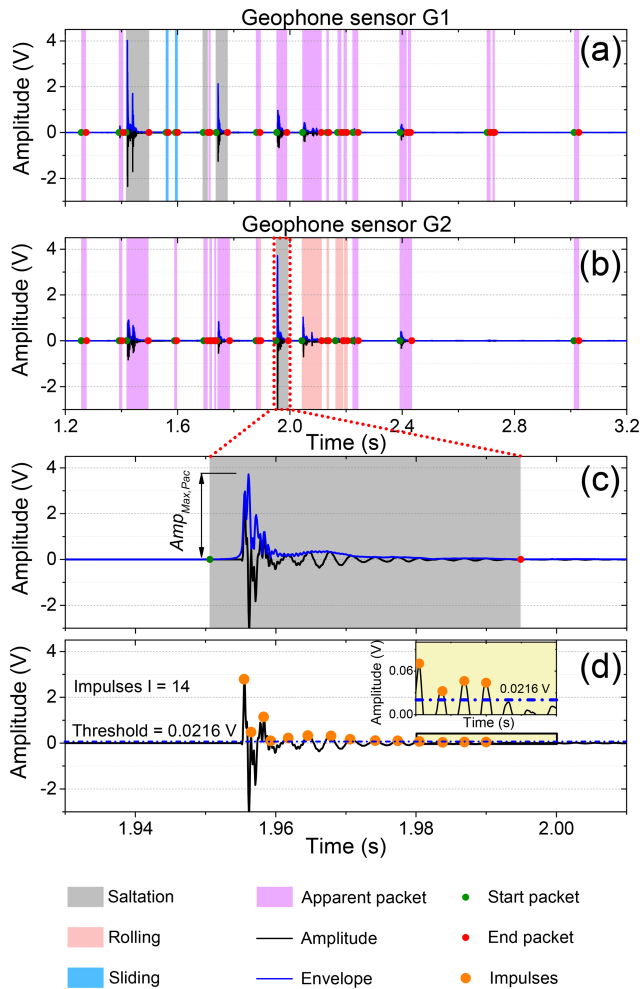 Geophone sensor G1
(a)
Amplitude (V)
4
2
0
-2
Geophone sensor G2
(b)
Amplitude (V)
4
2
0
-2
1.2 1.6 2.0 2.4 2.8 3.2
Time (s)
(c)
Amplitude (V)
4
2
0
-2
Amp Max,Pac
(d)
Amplitude (V)
4
2
0
-2
Impulses I = 14
Threshold = 0.0216 V
Amplitude (V)
0.06
0.00
0.0216 V
Time (s)
1.94 1.96 1.98 2.00
Time (s)
Saltation Apparent packet Start packet
Rolling Amplitude End packet
Sliding Envelope Impulses